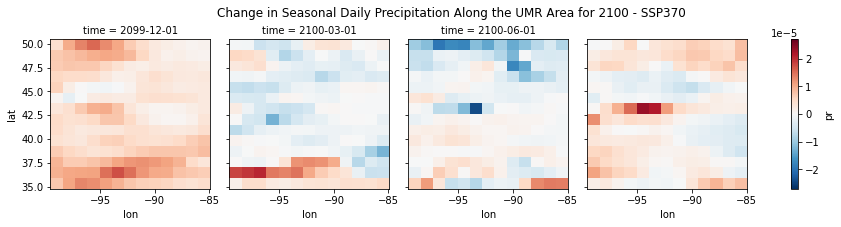 Change in Seasonal Daily Precipitation Along the UMR Area for 2100 - SSP370
time = 2099-12-01
time = 2100-03-01
time = 2100-06-01
1e−5
50.0
47.5
45.0
42.5
40.0
37.5
35.0
lat
−95
−90
−85
lon
−95
−90
−85
lon
−95
−90
−85
lon
−95
−90
−85
lon
2
1
0
−1
−2
pr